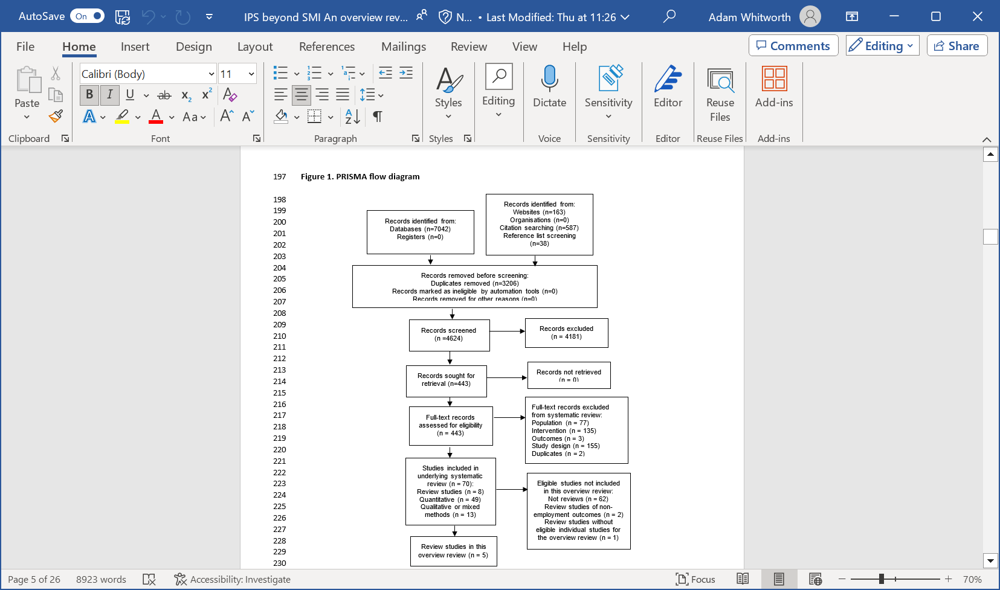 AutoSave On IPS beyond SMI An overview rev... N... • Last Modified: Thu at 11:26 Adam Whitworth
File Home Insert Design Layout References Mailings Review View Help Comments Editing Share
Calibri (Body) 11
Paste
B I U ab x2 x2 A
A A Aa A A
Styles
Editing
Dictate
Sensitivity
Editor
Reuse
Files
Add-ins
Clipboard Font Paragraph Styles Voice Sensitivity Editor Reuse Files Add-ins
197 Figure 1. PRISMA flow diagram
198
199
200
201
202
203
204
205
206
207
208
209
210
211
212
213
214
215
216
217
218
219
220
221
222
223
224
225
226
227
228
229
230
Records identified from:
Databases (n=7042)
Registers (n=0)
Records identified from:
Websites (n=163)
Organisations (n=0)
Citation searching (n=587)
Reference list screening
(n=38)
Records removed before screening:
Duplicates removed (n=3206)
Records marked as ineligible by automation tools (n=0)
Records removed for other reasons (n=0)
Records screened
(n =4624)
Records excluded
(n = 4181)
Records sought for
retrieval (n=443)
Records not retrieved
(n = 0)
Full-text records
assessed for eligibility
(n = 443)
Full-text records excluded
from systematic review:
Population (n = 77)
Intervention (n = 135)
Outcomes (n = 3)
Study design (n = 155)
Duplicates (n = 2)
Studies included in
underlying systematic
review (n = 70):
Review studies (n = 8)
Quantitative (n = 49)
Qualitative or mixed
methods (n = 13)
Eligible studies not included
in this overview review:
Not reviews (n = 62)
Review studies of non-
employment outcomes (n = 2)
Review studies without
eligible individual studies for
the overview review (n = 1)
Review studies in this
overview review (n = 5)
Page 5 of 26 8923 words Accessibility: Investigate Focus 70%